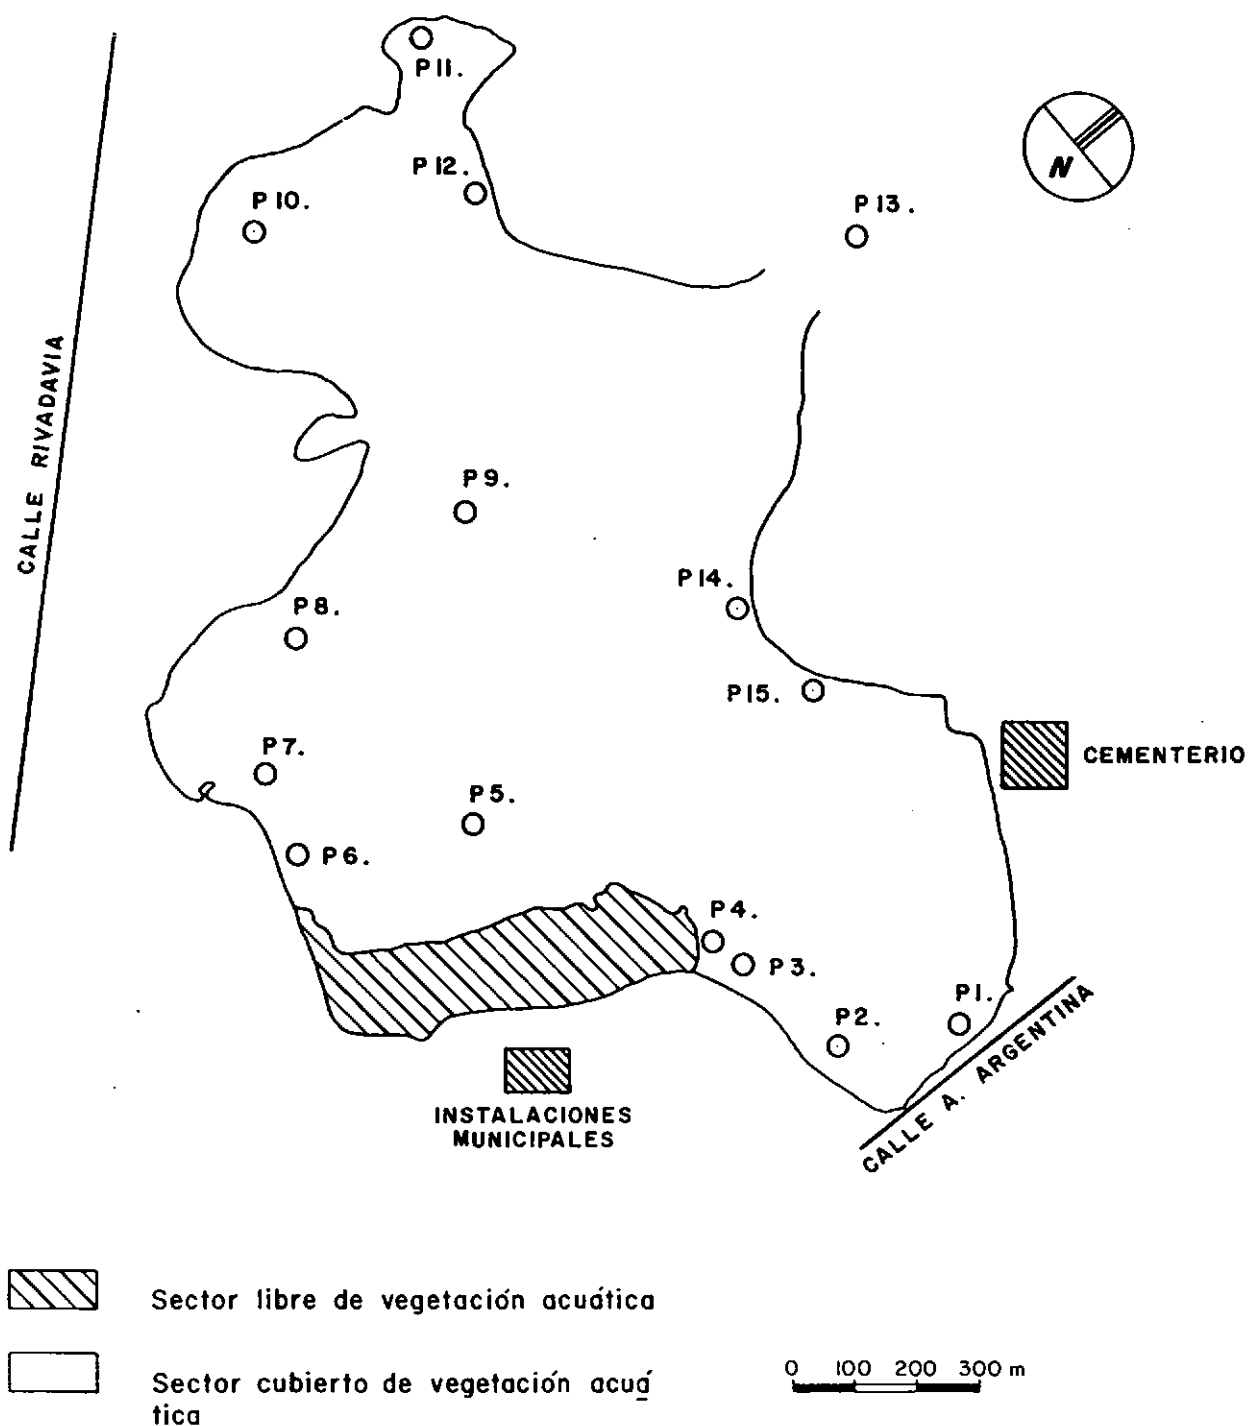 P11.
N
P12.
P10.
P13.
CALLE RIVADAVIA
P9.
P14.
P8.
P15.
CEMENTERIO
P7.
P5.
P6.
P4.
P3.
P1.
P2.
CALLE A. ARGENTINA
INSTALACIONES
MUNICIPALES
Sector libre de vegetación acuática
0 100 200 300 m
Sector cubierto de vegetación acuá
tica